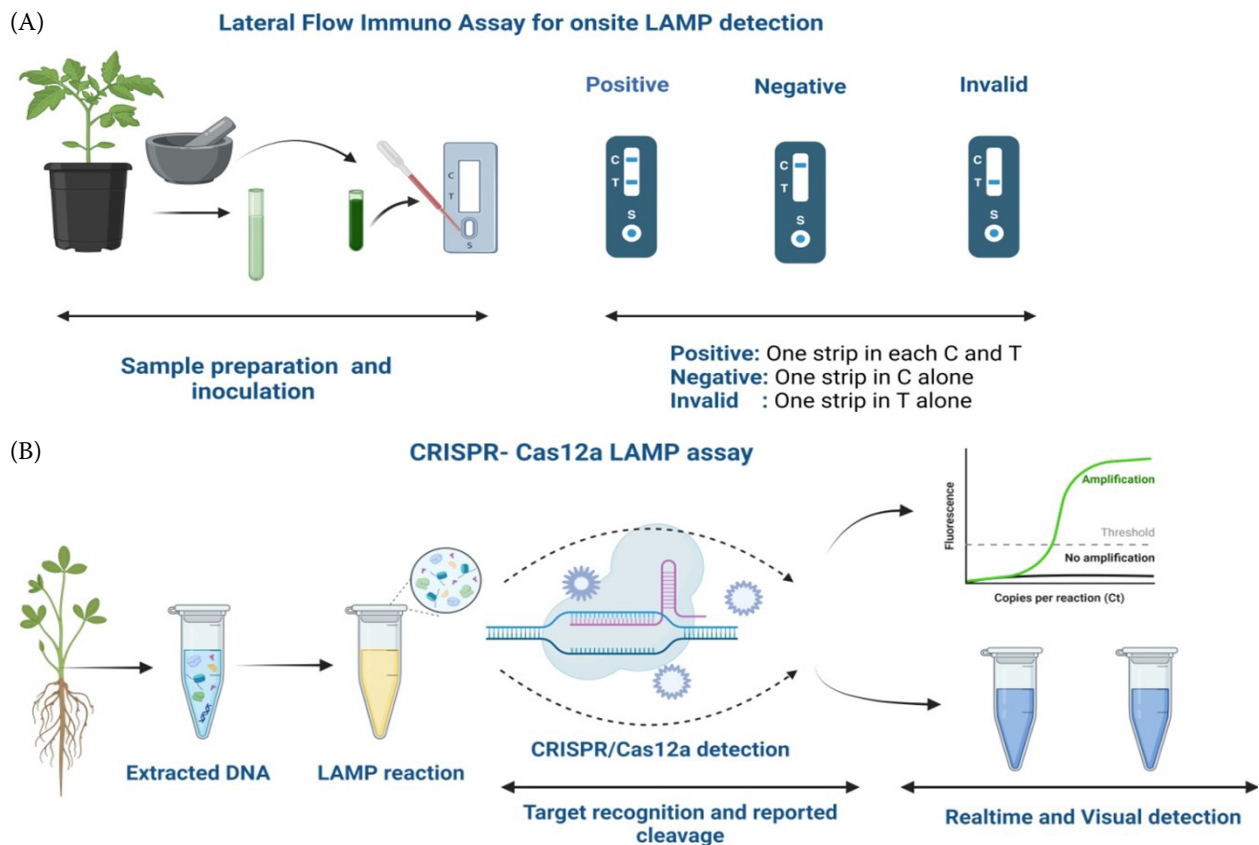 (A)
Lateral Flow Immuno Assay for onsite LAMP detection
Positive
Negative
Invalid
C
T
S
C
T
S
C
T
S
C
T
S
Sample preparation and
inoculation
Positive: One strip in each C and T
Negative: One strip in C alone
Invalid : One strip in T alone
(B)
CRISPR- Cas12a LAMP assay
Fluorescence
Amplification
Threshold
No amplification
Copies per reaction (Ct)
Extracted DNA
LAMP reaction
CRISPR/Cas12a detection
Target recognition and reported
cleavage
Realtime and Visual detection